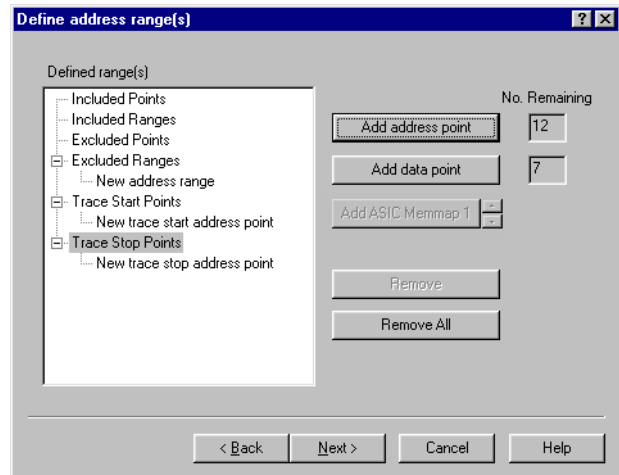 Define address range(s)
Defined range(s)
Included Points
Included Ranges
Excluded Points
Excluded Ranges
New address range
Trace Start Points
New trace start address point
Trace Stop Points
New trace stop address point
No. Remaining
Add address point 12
Add data point 7
Add ASIC Memmap 1
Remove
Remove All
< Back Next > Cancel Help